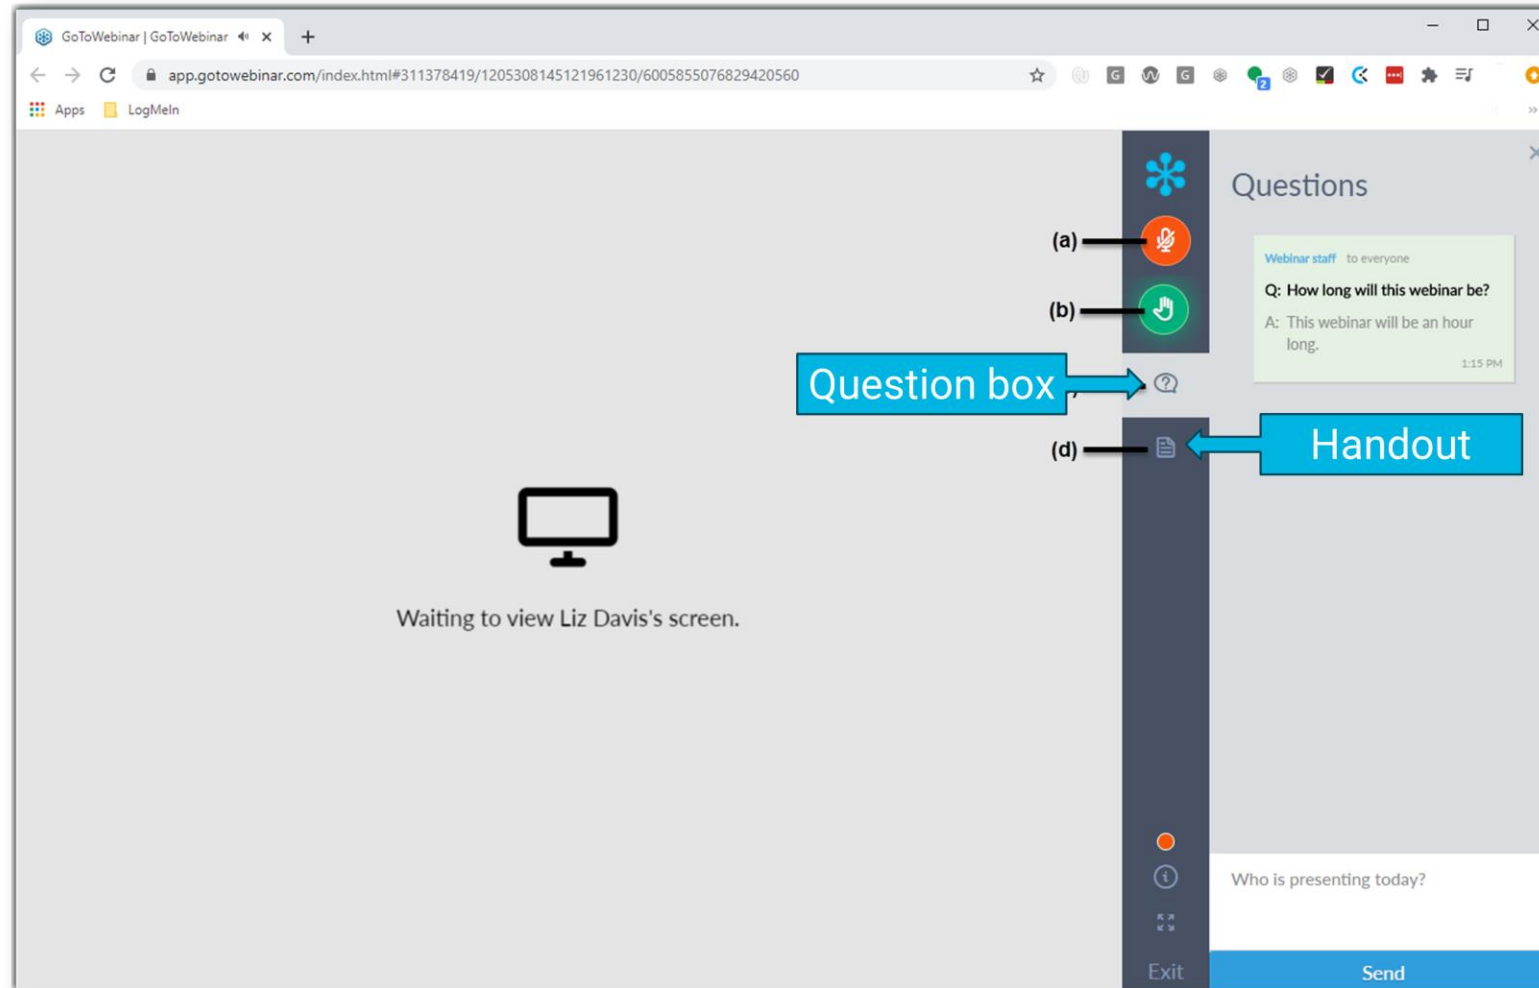 GoToWebinar | GoToWebinar
app.gotowebinar.com/index.html#311378419/1205308145121961230/6005855076829420560
G
G
2
Apps
LogMeIn
Questions
(a)
Webinar staff to everyone
Q: How long will this webinar be?
(b)
A: This webinar will be an hour
long.
1:15 PM
Question box
(d)
Handout
Waiting to view Liz Davis's screen.
Who is presenting today?
Exit
Send